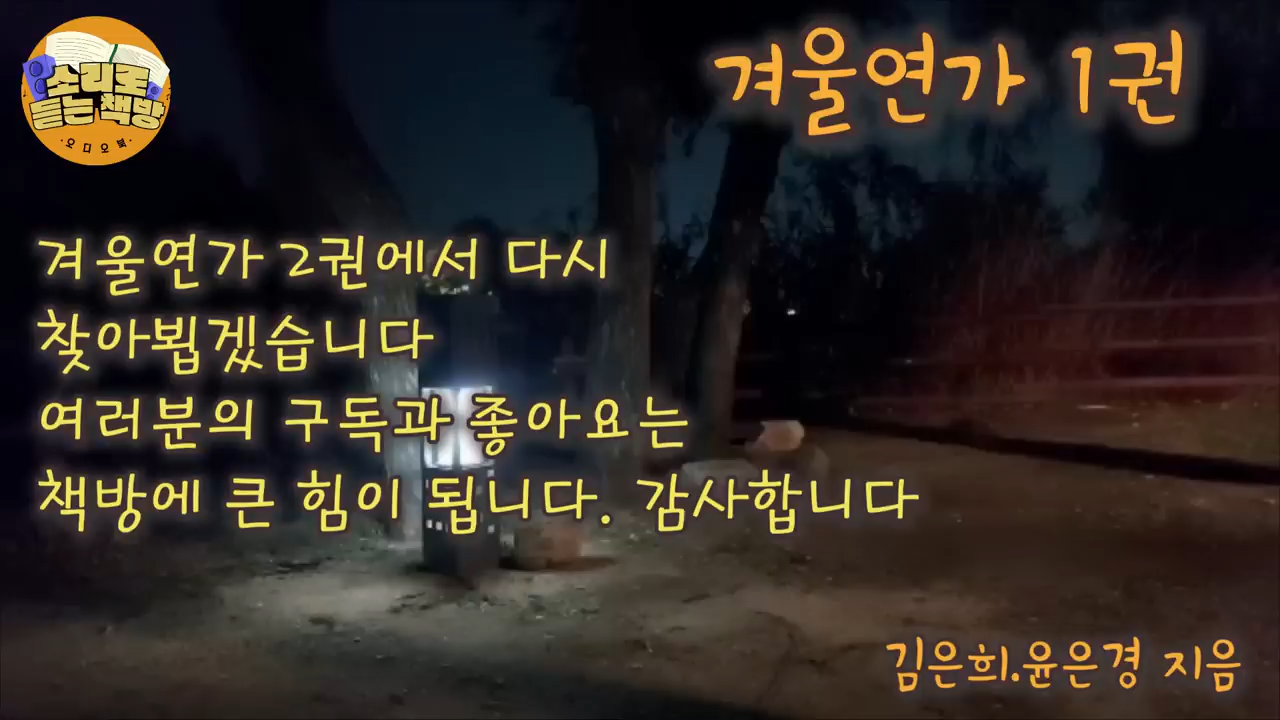 소리로
듣는 책방
·오디오북·
겨울연가 1권
겨울연가 2권에서 다시
찾아뵙겠습니다
여러분의 구독과 좋아요는
책방에 큰 힘이 됩니다. 감사합니다
김은희.윤은경 지음